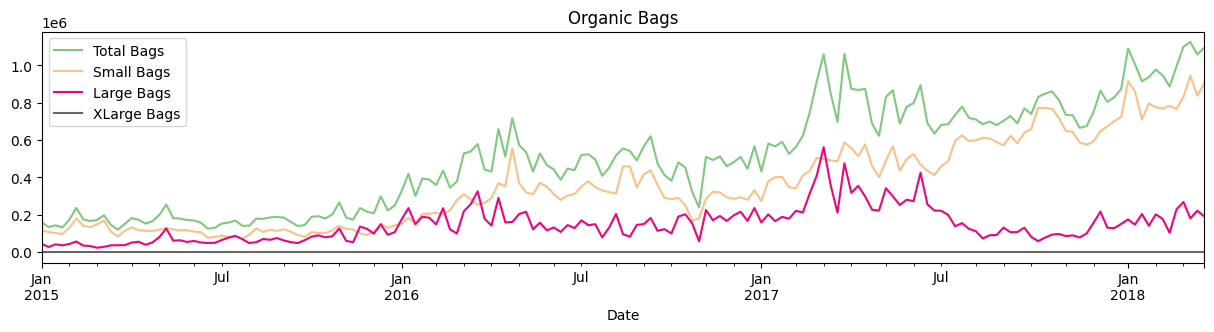 Organic Bags
1e6
Total Bags
Small Bags
Large Bags
XLarge Bags
1.0
0.8
0.6
0.4
0.2
0.0
Jan Jul Jan Jul Jan Jul Jan
2015 2016 2017 2018
Date